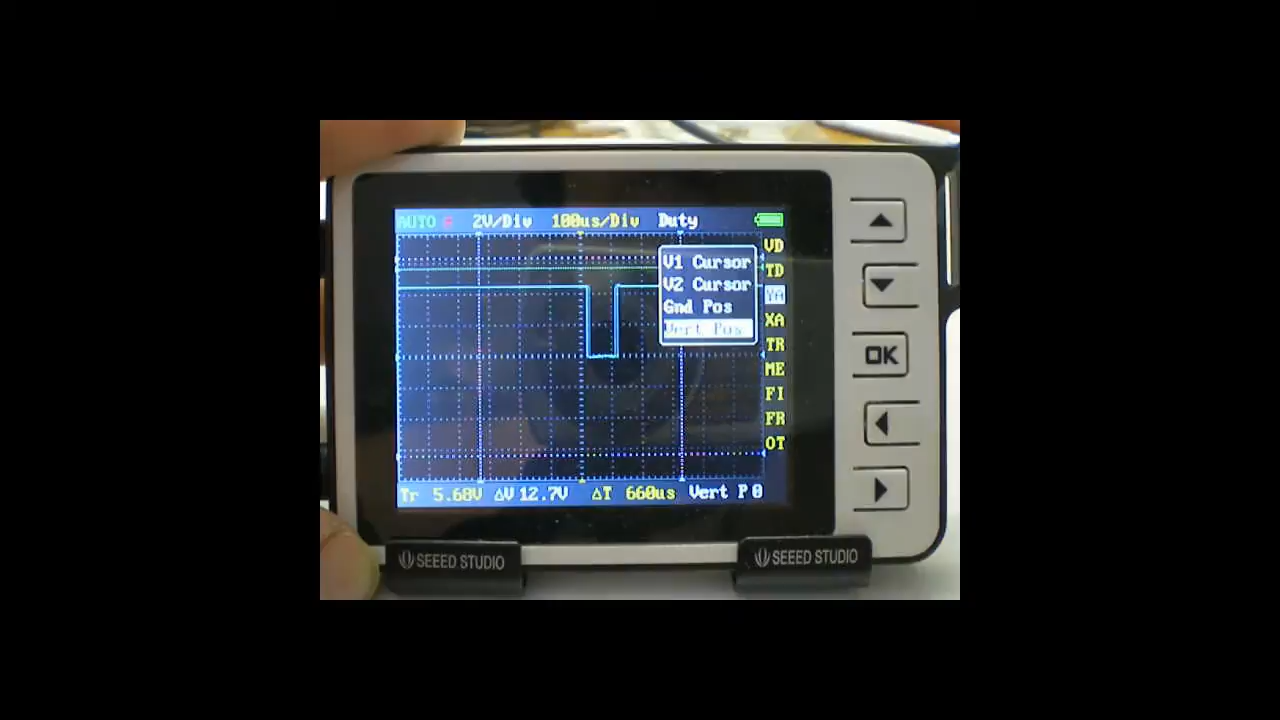 AUTO 2V/Div 100us/Div Duty
V1 Cursor
V2 Cursor
Gnd Pos
Vert Pos
VD
TD
YA
XA
TR
ME
FI
FR
OT
Tr 5.68V ΔV 12.7V ΔT 660us Vert P 0
OK
SEEED STUDIO
SEEED STUDIO